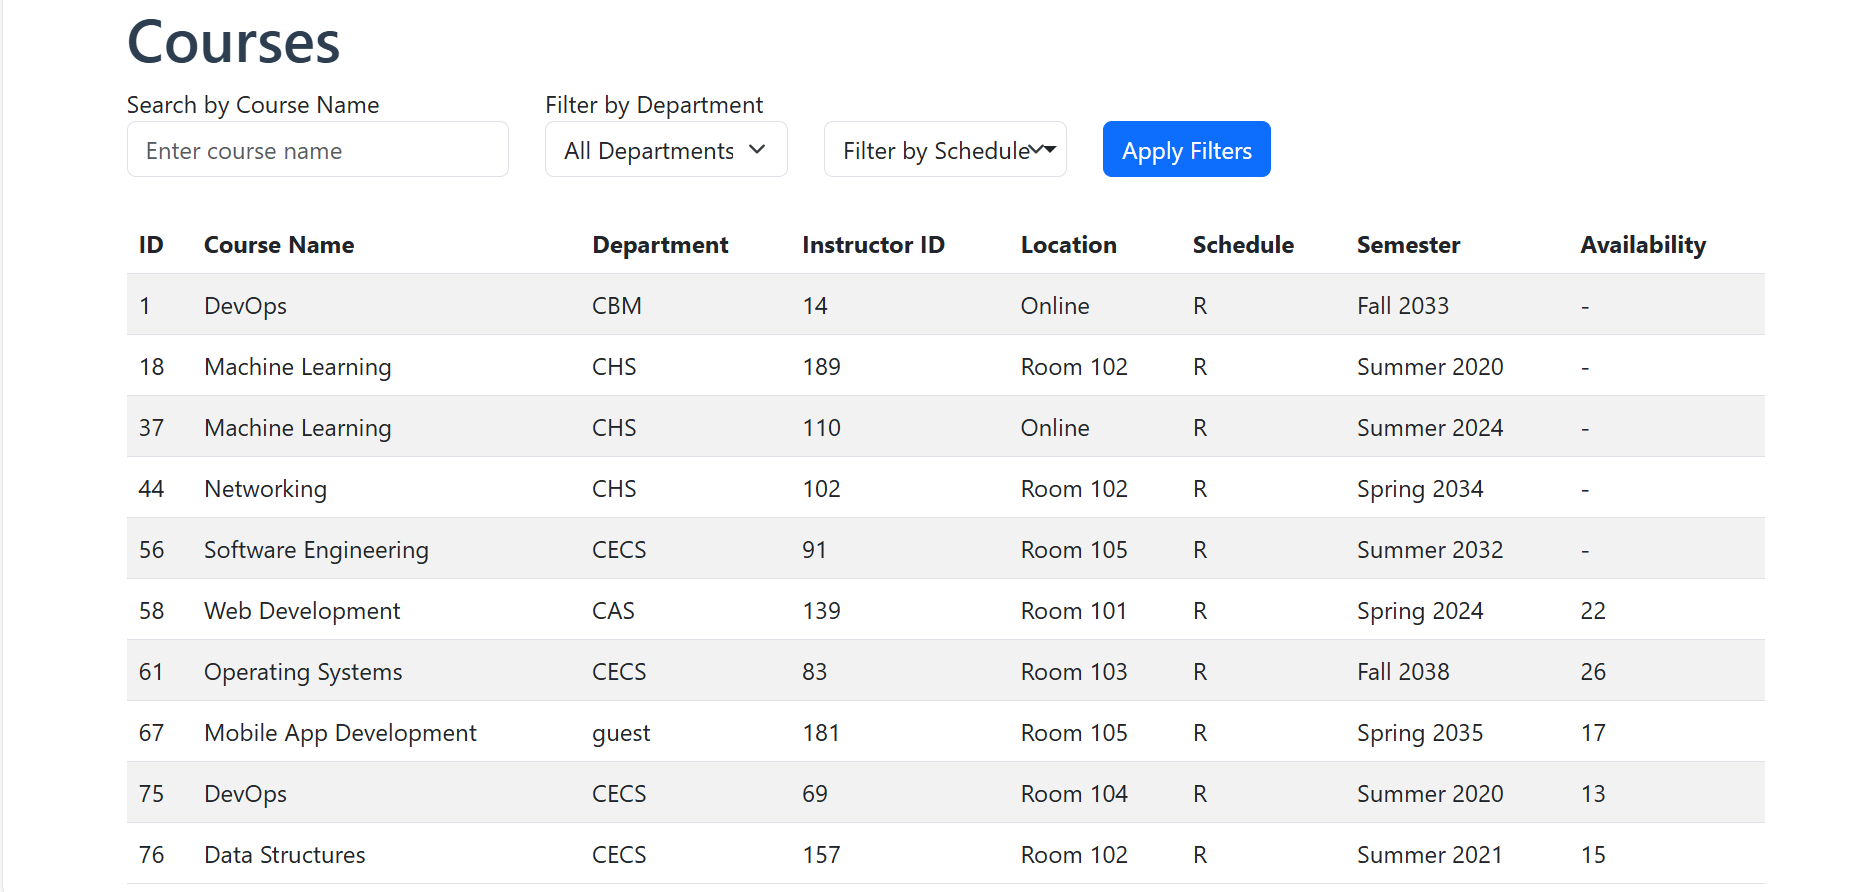 Courses
Search by Course Name
Filter by Department
Enter course name
All Departments
Filter by Schedule
Apply Filters
ID Course Name Department Instructor ID Location Schedule Semester Availability
1 DevOps CBM 14 Online R Fall 2033 -
18 Machine Learning CHS 189 Room 102 R Summer 2020 -
37 Machine Learning CHS 110 Online R Summer 2024 -
44 Networking CHS 102 Room 102 R Spring 2034 -
56 Software Engineering CECS 91 Room 105 R Summer 2032 -
58 Web Development CAS 139 Room 101 R Spring 2024 22
61 Operating Systems CECS 83 Room 103 R Fall 2038 26
67 Mobile App Development guest 181 Room 105 R Spring 2035 17
75 DevOps CECS 69 Room 104 R Summer 2020 13
76 Data Structures CECS 157 Room 102 R Summer 2021 15